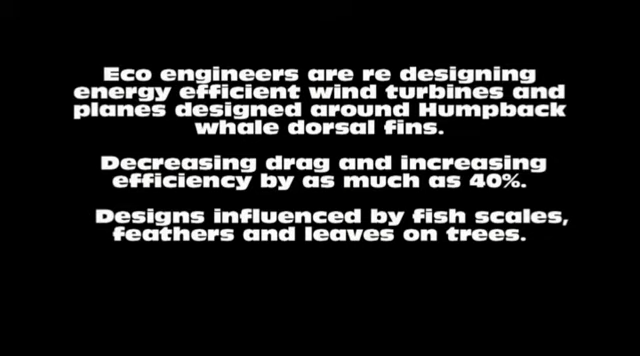 Eco engineers are re designing
energy efficient wind turbines and
planes designed around Humpback
whale dorsal fins.
Decreasing drag and increasing
efficiency by as much as 40%.
Designs influenced by fish scales,
feathers and leaves on trees.